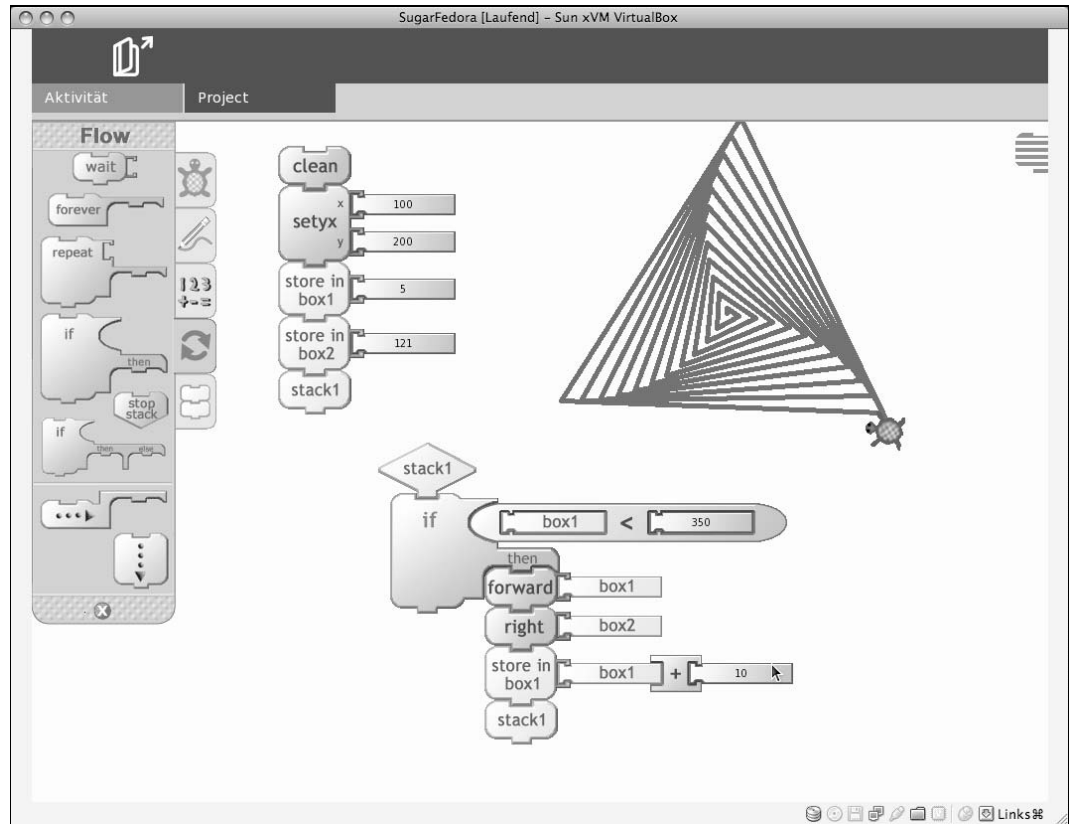 SugarFedora [Laufend] – Sun xVM VirtualBox
Aktivität Project
Flow
wait
forever
repeat
if
then
stop
stack
if
then else
clean
setyx
x 100
y 200
store in
box1
5
store in
box2
121
stack1
123
+-=
stack1
if box1 < 350
then
forward box1
right box2
store in
box1
box1 + 10
stack1
X
Links⌘